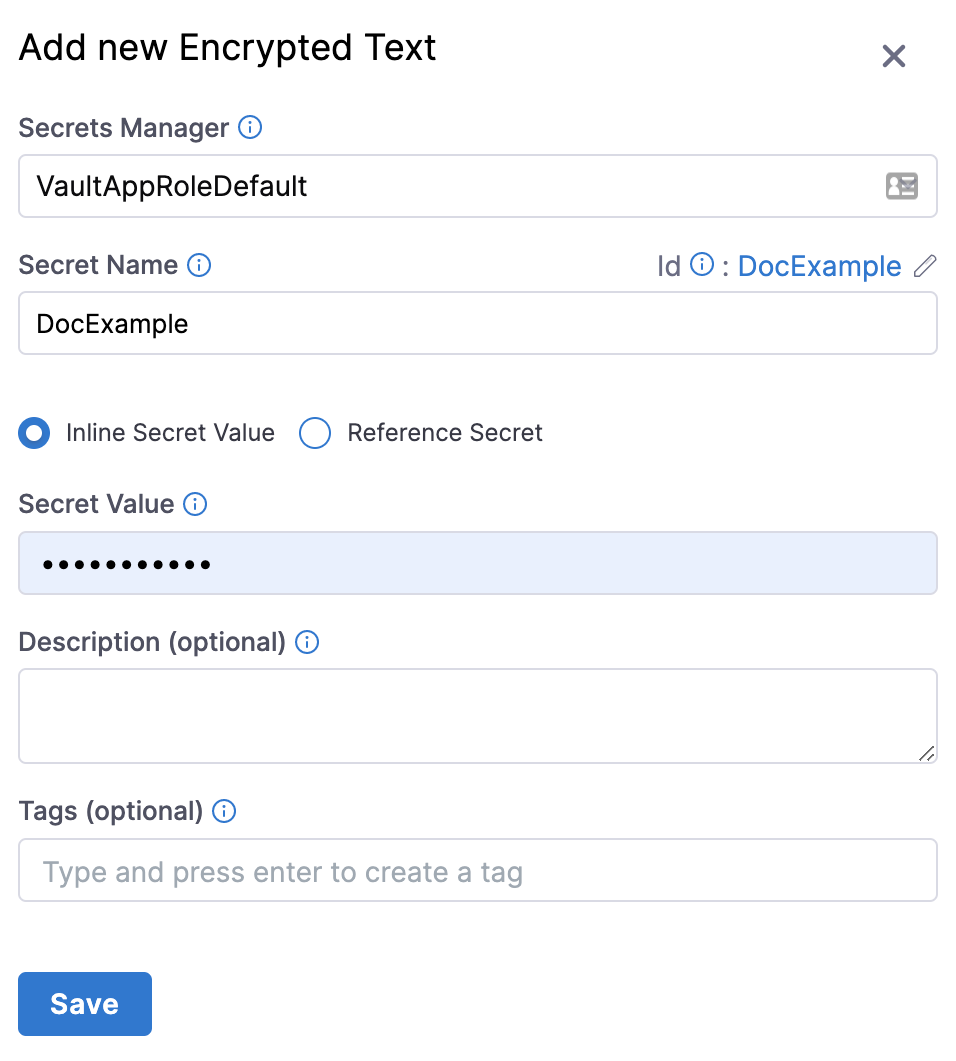 Add new Encrypted Text
Secrets Manager
VaultAppRoleDefault
Secret Name Id : DocExample
DocExample
Inline Secret Value Reference Secret
Secret Value
•••••••••••
Description (optional)
Tags (optional)
Type and press enter to create a tag
Save